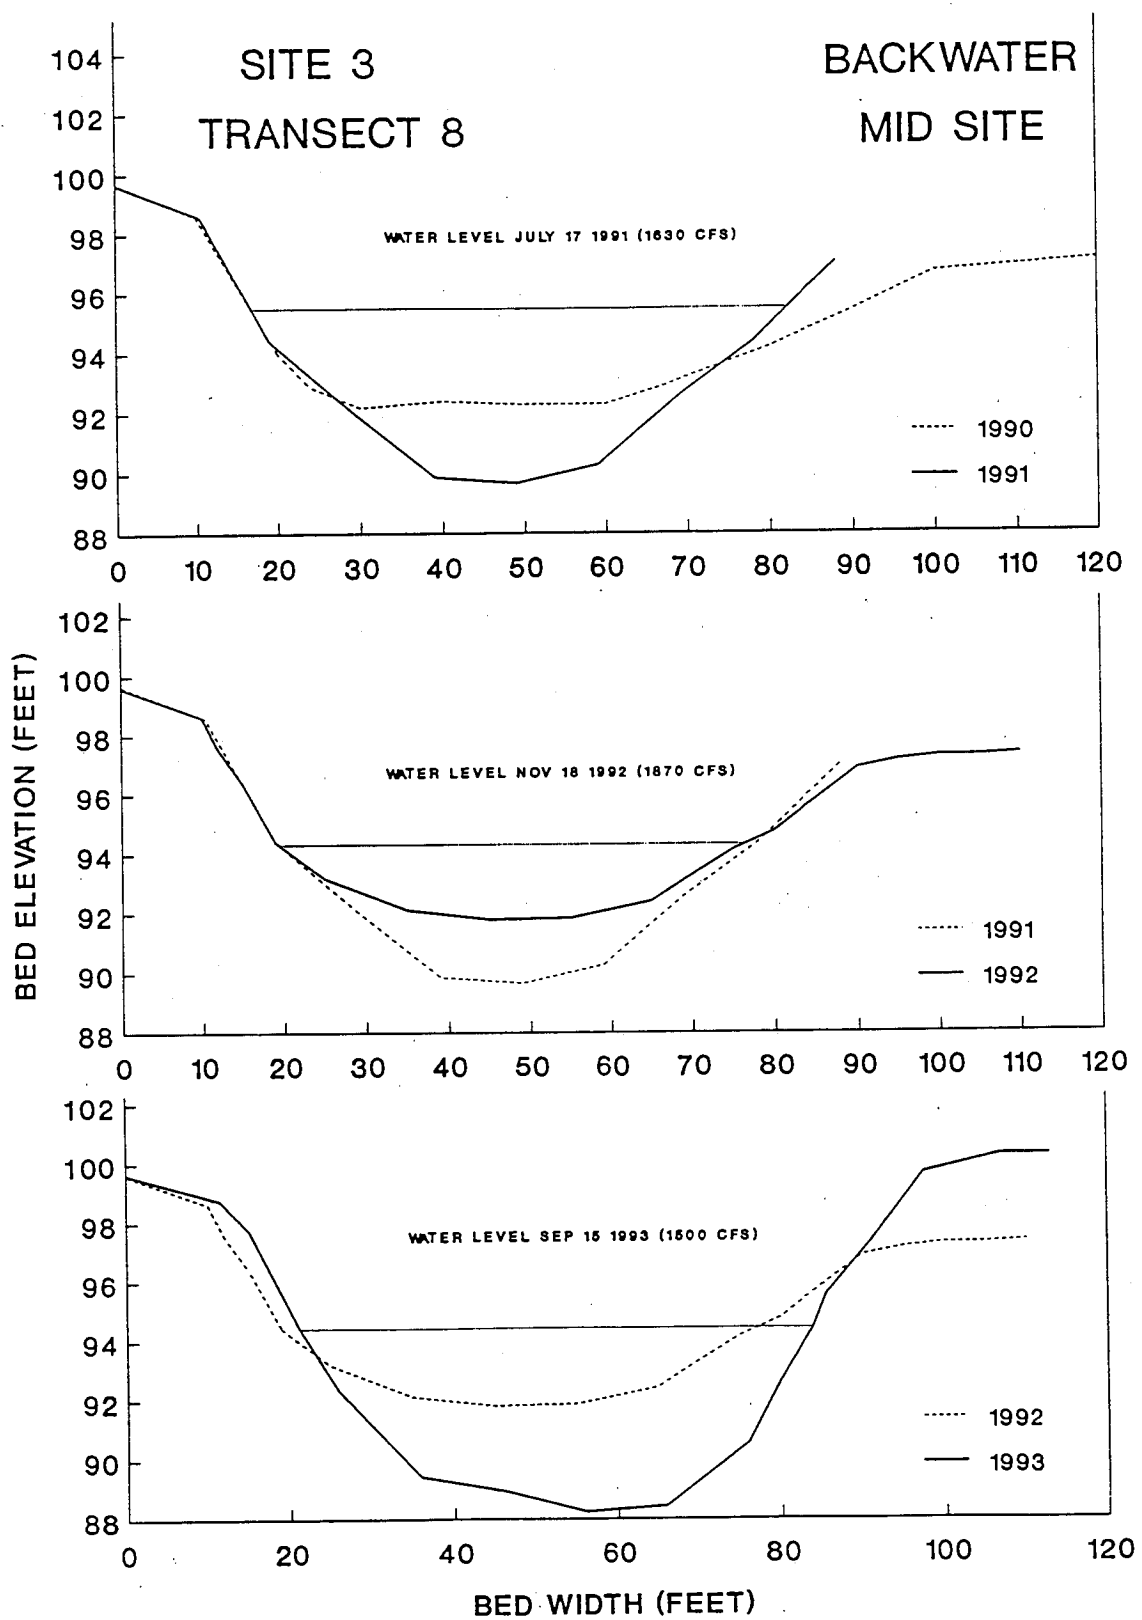 SITE 3
TRANSECT 8
BACKWATER
MID SITE
104
102
100
98
96
94
92
90
88
WATER LEVEL JULY 17 1991 (1630 CFS)
1990
1991
0 10 20 30 40 50 60 70 80 90 100 110 120
BED ELEVATION (FEET)
102
100
98
96
94
92
90
88
WATER LEVEL NOV 18 1992 (1870 CFS)
1991
1992
0 10 20 30 40 50 60 70 80 90 100 110 120
102
100
98
96
94
92
90
88
WATER LEVEL SEP 15 1993 (1500 CFS)
1992
1993
0 20 40 60 80 100 120
BED WIDTH (FEET)